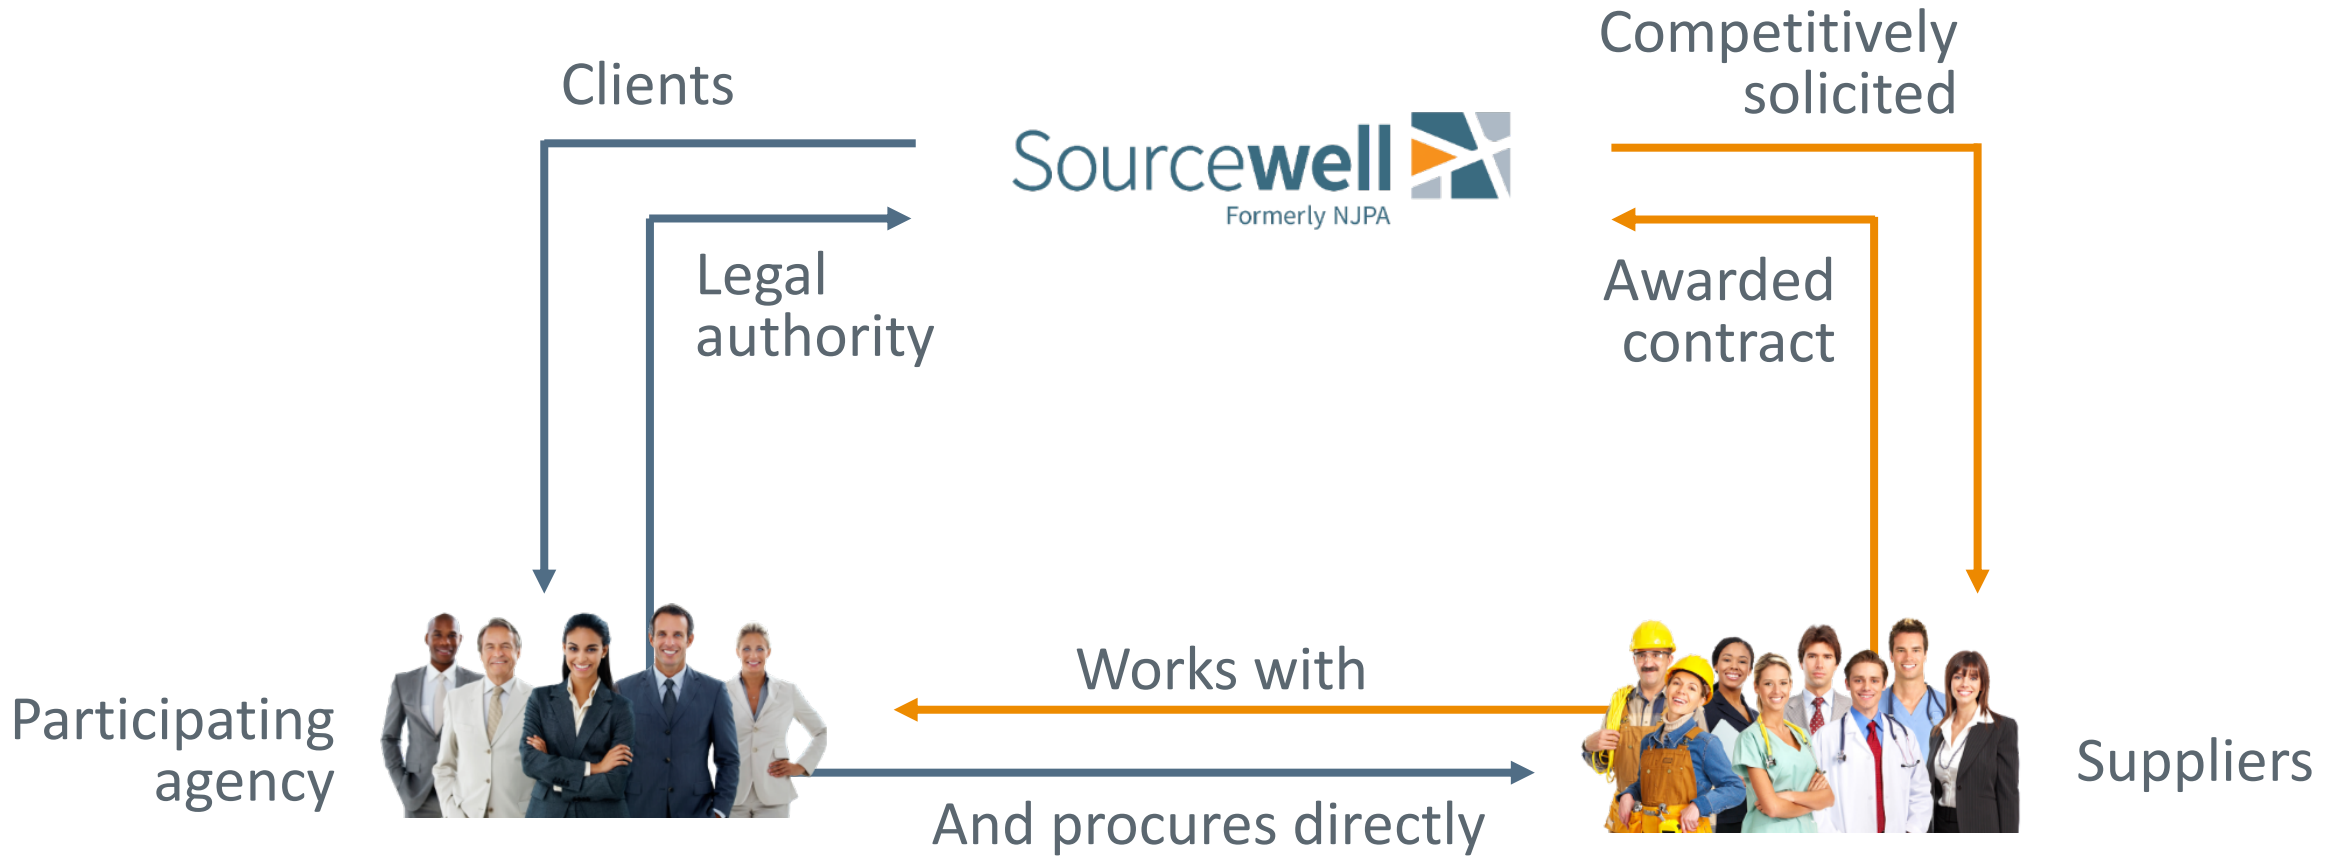 Clients
Competitively
solicited
Sourcewell
Formerly NJPA
Legal
authority
Awarded
contract
Works with
Participating
agency
Suppliers
And procures directly